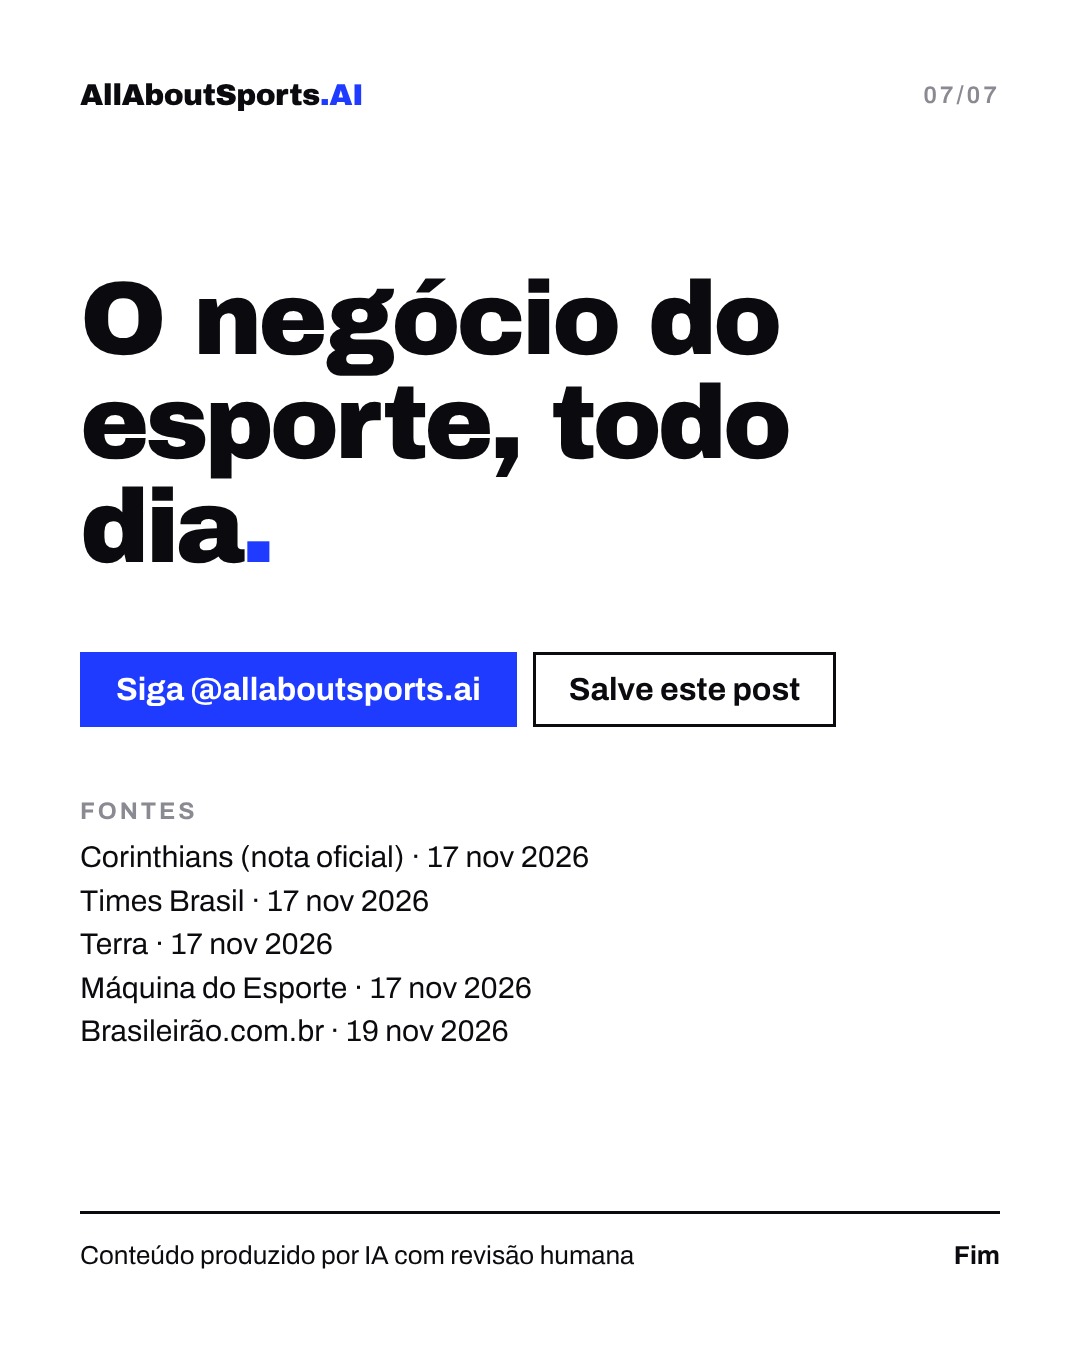 AllAboutSports.AI
07/07
O negócio do
esporte, todo
dia.
Siga @allaboutsports.ai
Salve este post
FONTES
Corinthians (nota oficial) · 17 nov 2026
Times Brasil · 17 nov 2026
Terra · 17 nov 2026
Máquina do Esporte · 17 nov 2026
Brasileirão.com.br · 19 nov 2026
Conteúdo produzido por IA com revisão humana
Fim